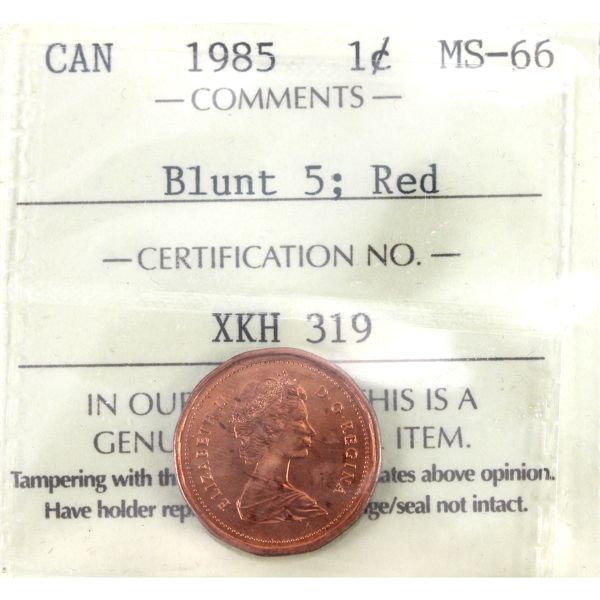 CAN 1985 1¢ MS-66
—COMMENTS—
Blunt 5; Red
—CERTIFICATION NO.—
XKH 319
IN OU HIS IS A
GENU ITEM.
Tampering with th ates above opinion.
Have holder rep ge/seal not intact.
ELIZABETH II D·G·REGINA